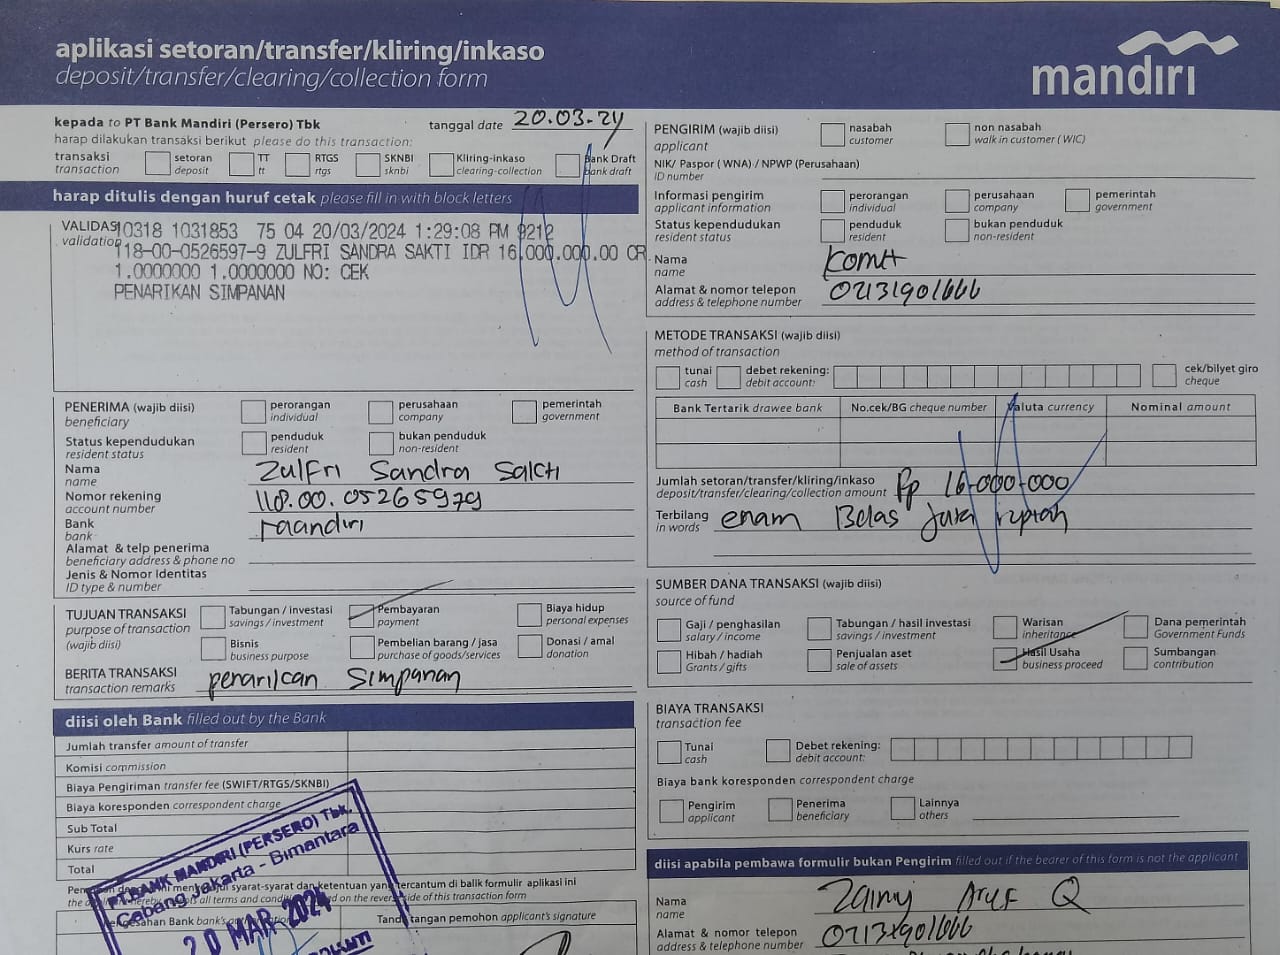 aplikasi setoran/transfer/kliring/inkaso
deposit/transfer/clearing/collection form
mandırı
kepada to PT Bank Mandiri (Persero) Tbk
tanggal date 20.03-24
harap dilakukan transaksi berikut please do this transaction:
transaksi transaction
setoran deposit
TT tt
RTGS rtgs
SKNBI sknbi
Kliring-inkaso clearing-collection
Bank Draft bank draft
harap ditulis dengan huruf cetak please fill in with block letters
VALIDAS
validation
10318 1031853 75 04 20/03/2024 1:29:08 PM 9212
118-00-0526597-9 ZULFRI SANDRA SAKTI IDR 16.000.000.00 CR
1.0000000 1.0000000 NO: CEK
PENARIKAN SIMPANAN
PENERIMA (wajib diisi) beneficiary
perorangan individual
perusahaan company
pemerintah government
Status kependudukan resident status
penduduk resident
bukan penduduk non-resident
Nama name Zulfri Sandra Sakti
Nomor rekening account number 118.00.05265979
Bank bank mandiri
Alamat & telp penerima
beneficiary address & phone no
Jenis & Nomor Identitas
ID type & number
TUJUAN TRANSAKSI
purpose of transaction
(wajib diisi)
Tabungan / investasi savings / investment
Pembayaran payment
Biaya hidup personal expenses
Bisnis business purpose
Pembelian barang / jasa purchase of goods/services
Donasi / amal donation
BERITA TRANSAKSI transaction remarks penarikan Simpanan
diisi oleh Bank filled out by the Bank
Jumlah transfer amount of transfer
Komisi commission
Biaya Pengiriman transfer fee (SWIFT/RTGS/SKNBI)
Biaya koresponden correspondent charge
Sub Total
Kurs rate
Total
syarat-syarat dan ketentuan yang tercantum di balik formulir aplikasi ini
all terms and on the reverse side of this transaction form
Pengesahan Bank bank's
Tanda tangan pemohon applicant's signature
PT BANK MANDIRI (PERSERO) Tbk.
Cabang Jakarta - Bimantara
20 MAR 2024
PENGIRIM (wajib diisi) applicant
nasabah customer
non nasabah walk in customer ( WIC)
NIK/ Paspor ( WNA) / NPWP (Perusahaan)
ID number
Informasi pengirim applicant information
perorangan individual
perusahaan company
pemerintah government
Status kependudukan resident status
penduduk resident
bukan penduduk non-resident
Nama name
Alamat & nomor telepon address & telephone number 02131901666
METODE TRANSAKSI (wajib diisi)
method of transaction
tunai cash
debet rekening: debit account:
cek/bilyet giro cheque
Bank Tertarik drawee bank
No.cek/BG cheque number
Valuta currency
Nominal amount
Jumlah setoran/transfer/kliring/inkaso
deposit/transfer/clearing/collection amount Rp 16-000-000
Terbilang in words enam Belas juta rupiah
SUMBER DANA TRANSAKSI (wajib diisi)
source of fund
Gaji / penghasilan salary / income
Tabungan / hasil investasi savings / investment
Warisan inheritance
Dana pemerintah Government Funds
Hibah / hadiah Grants / gifts
Penjualan aset sale of assets
Hasil Usaha business proceed
Sumbangan contribution
BIAYA TRANSAKSI
transaction fee
Tunai cash
Debet rekening: debit account:
Biaya bank koresponden correspondent charge
Pengirim applicant
Penerima beneficiary
Lainnya others
diisi apabila pembawa formulir bukan Pengirim filled out if the bearer of this form is not the applicant
Nama name
Alamat & nomor telepon address & telephone number